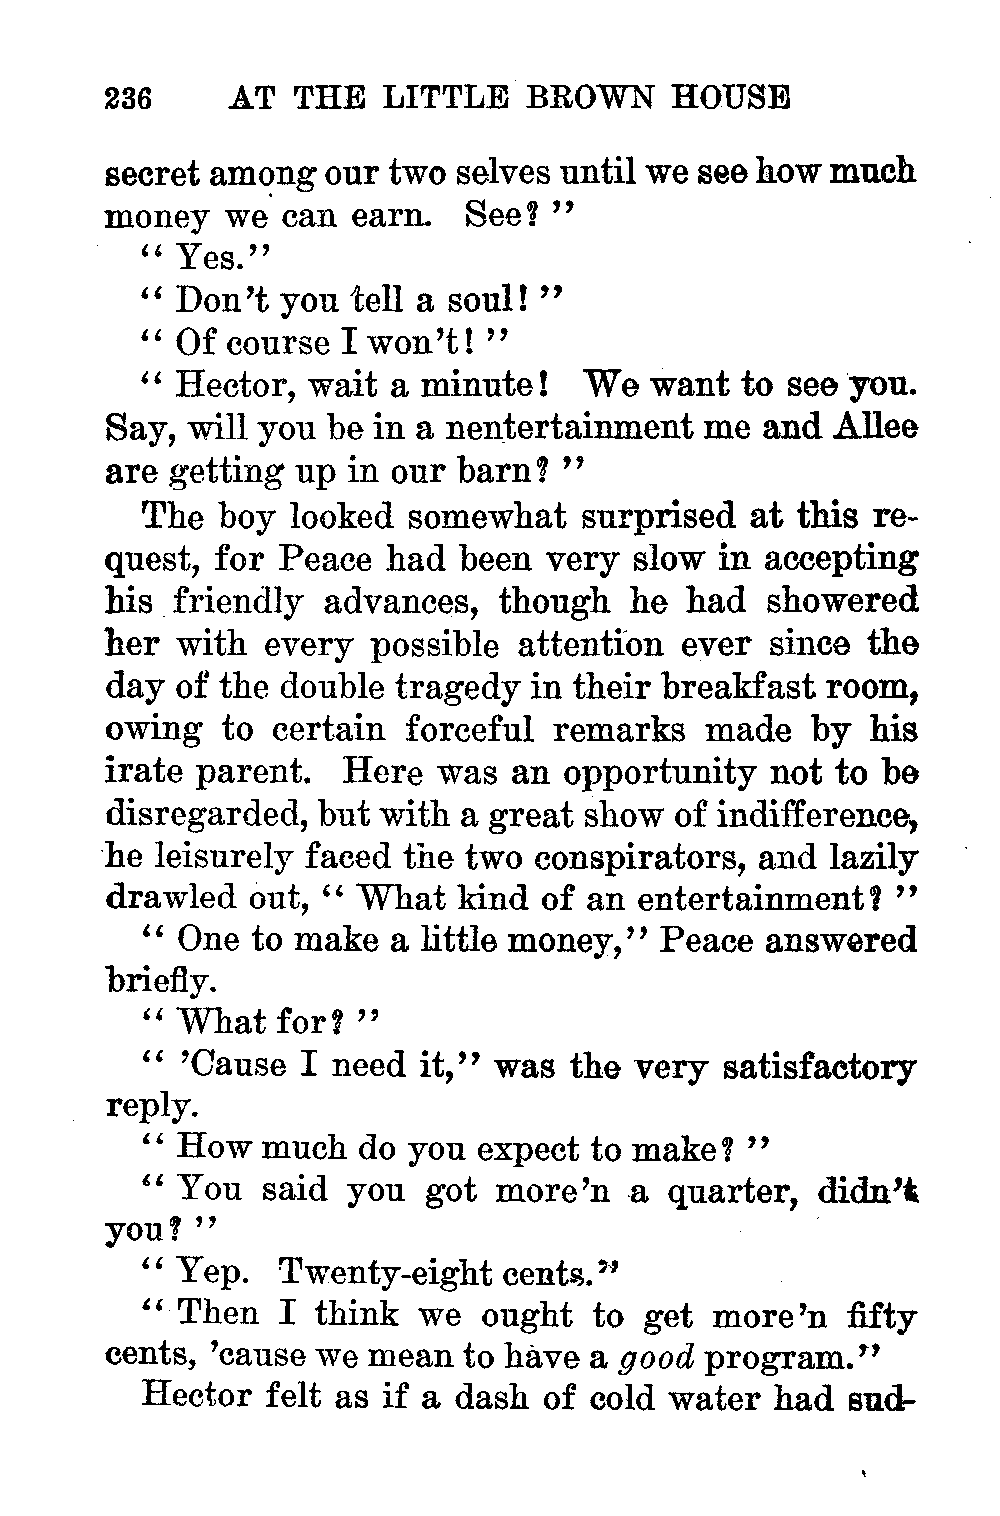 236 AT THE LITTLE BROWN HOUSE
secret among our two selves until we see how much
money we can earn. See? "
" Yes."
" Don't you tell a soul! "
" Of course I won't! "
" Hector, wait a minute! We want to see you.
Say, will you be in a nentertainment me and Allee
are getting up in our barn? "
The boy looked somewhat surprised at this re-
quest, for Peace had been very slow in accepting
his friendly advances, though he had showered
her with every possible attention ever since the
day of the double tragedy in their breakfast room,
owing to certain forceful remarks made by his
irate parent. Here was an opportunity not to be
disregarded, but with a great show of indifference,
he leisurely faced the two conspirators, and lazily
drawled out, " What kind of an entertainment? "
" One to make a little money," Peace answered
briefly.
" What for? "
" 'Cause I need it," was the very satisfactory
reply.
" How much do you expect to make? "
" You said you got more'n a quarter, didn't
you? "
" Yep. Twenty-eight cents."
" Then I think we ought to get more'n fifty
cents, 'cause we mean to have a good program."
Hector felt as if a dash of cold water had sud-